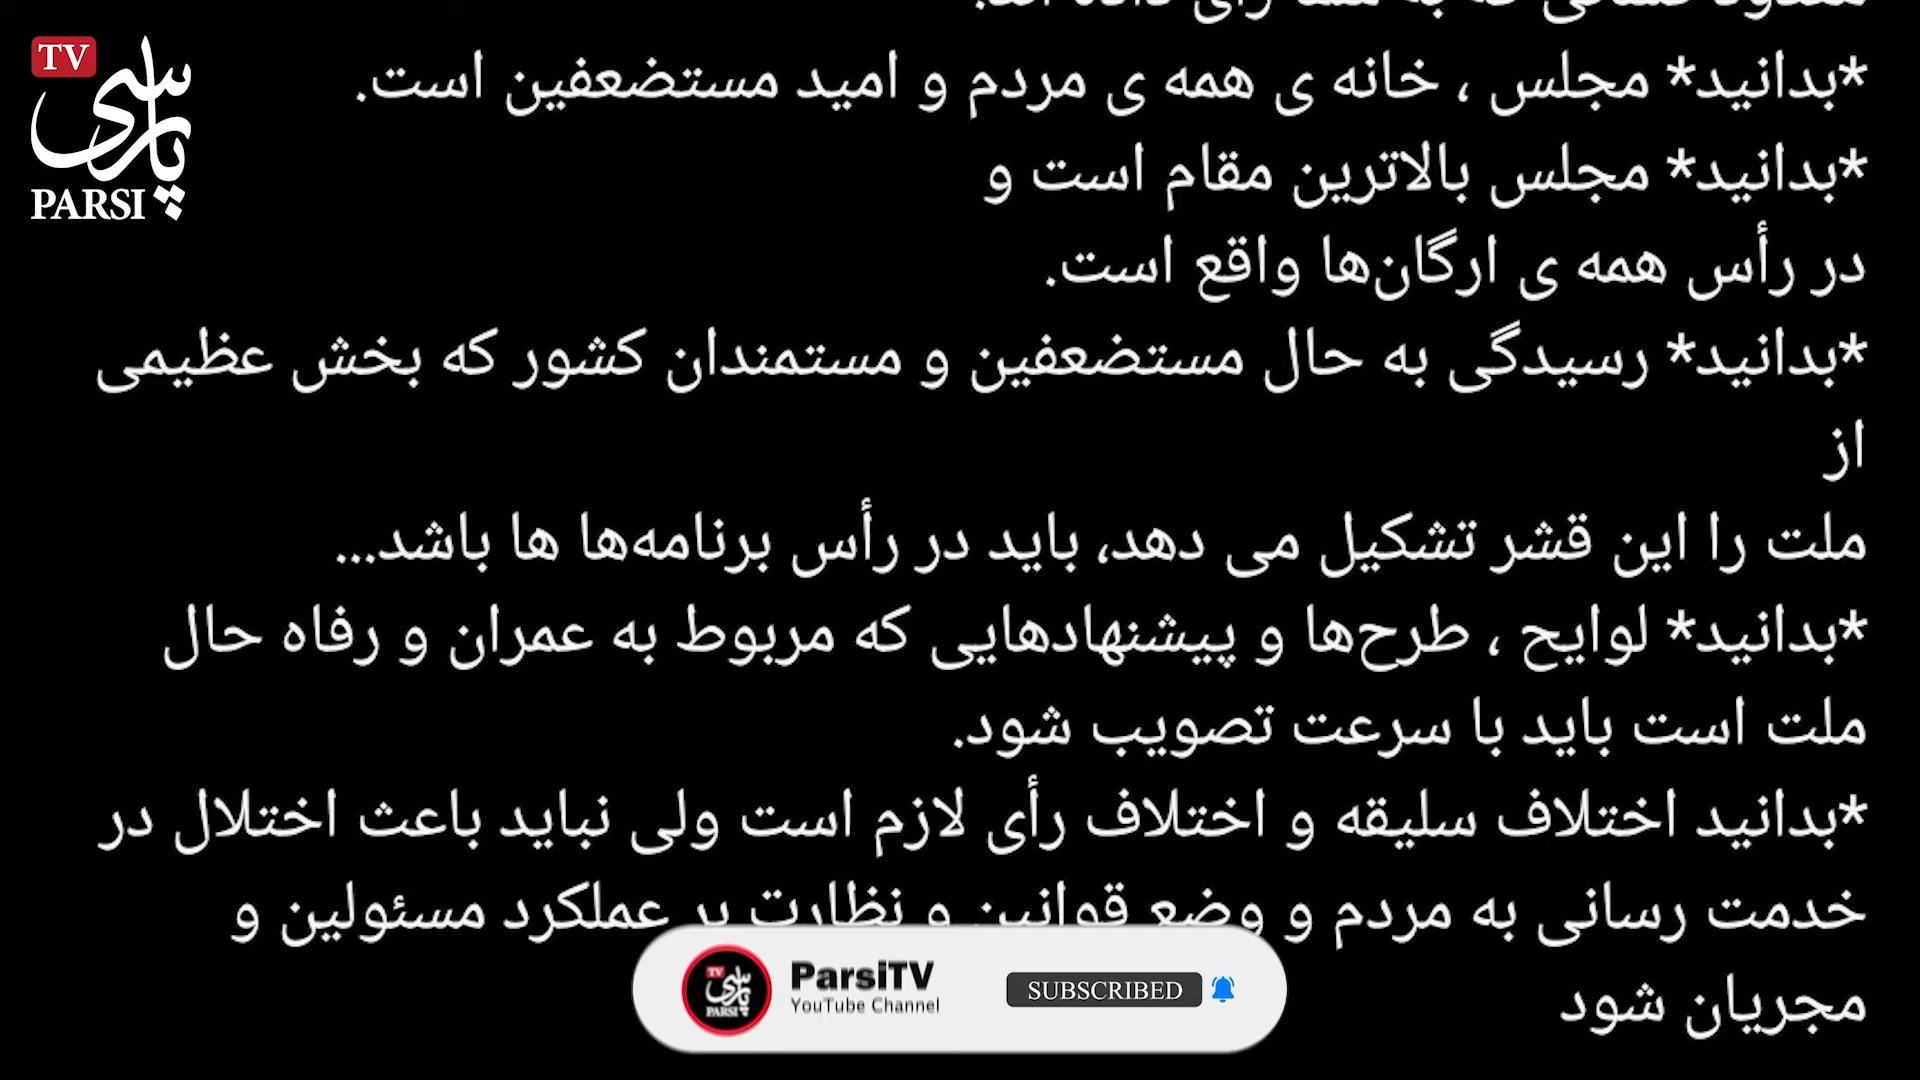 *بدانید* مجلس ، خانه ی همه ی مردم و امید مستضعفین است.
*بدانید* مجلس بالاترین مقام است و
در رأس همه ی ارگان‌ها واقع است.
*بدانید* رسیدگی به حال مستضعفین و مستمندان کشور که بخش عظیمی
از
ملت را این قشر تشکیل می دهد، باید در رأس برنامه‌ها ها باشد...
*بدانید* لوایح ، طرح‌ها و پیشنهادهایی که مربوط به عمران و رفاه حال
ملت است باید با سرعت تصویب شود.
*بدانید اختلاف سلیقه و اختلاف رأی لازم است ولی نباید باعث اختلال در
خدمت رسانی به مردم و وضع قوانین و نظارت بر عملکرد مسئولین و
مجریان شود
TV
پارسی
PARSI
ParsiTV
YouTube Channel
SUBSCRIBED
TV
پارسی
PARSI